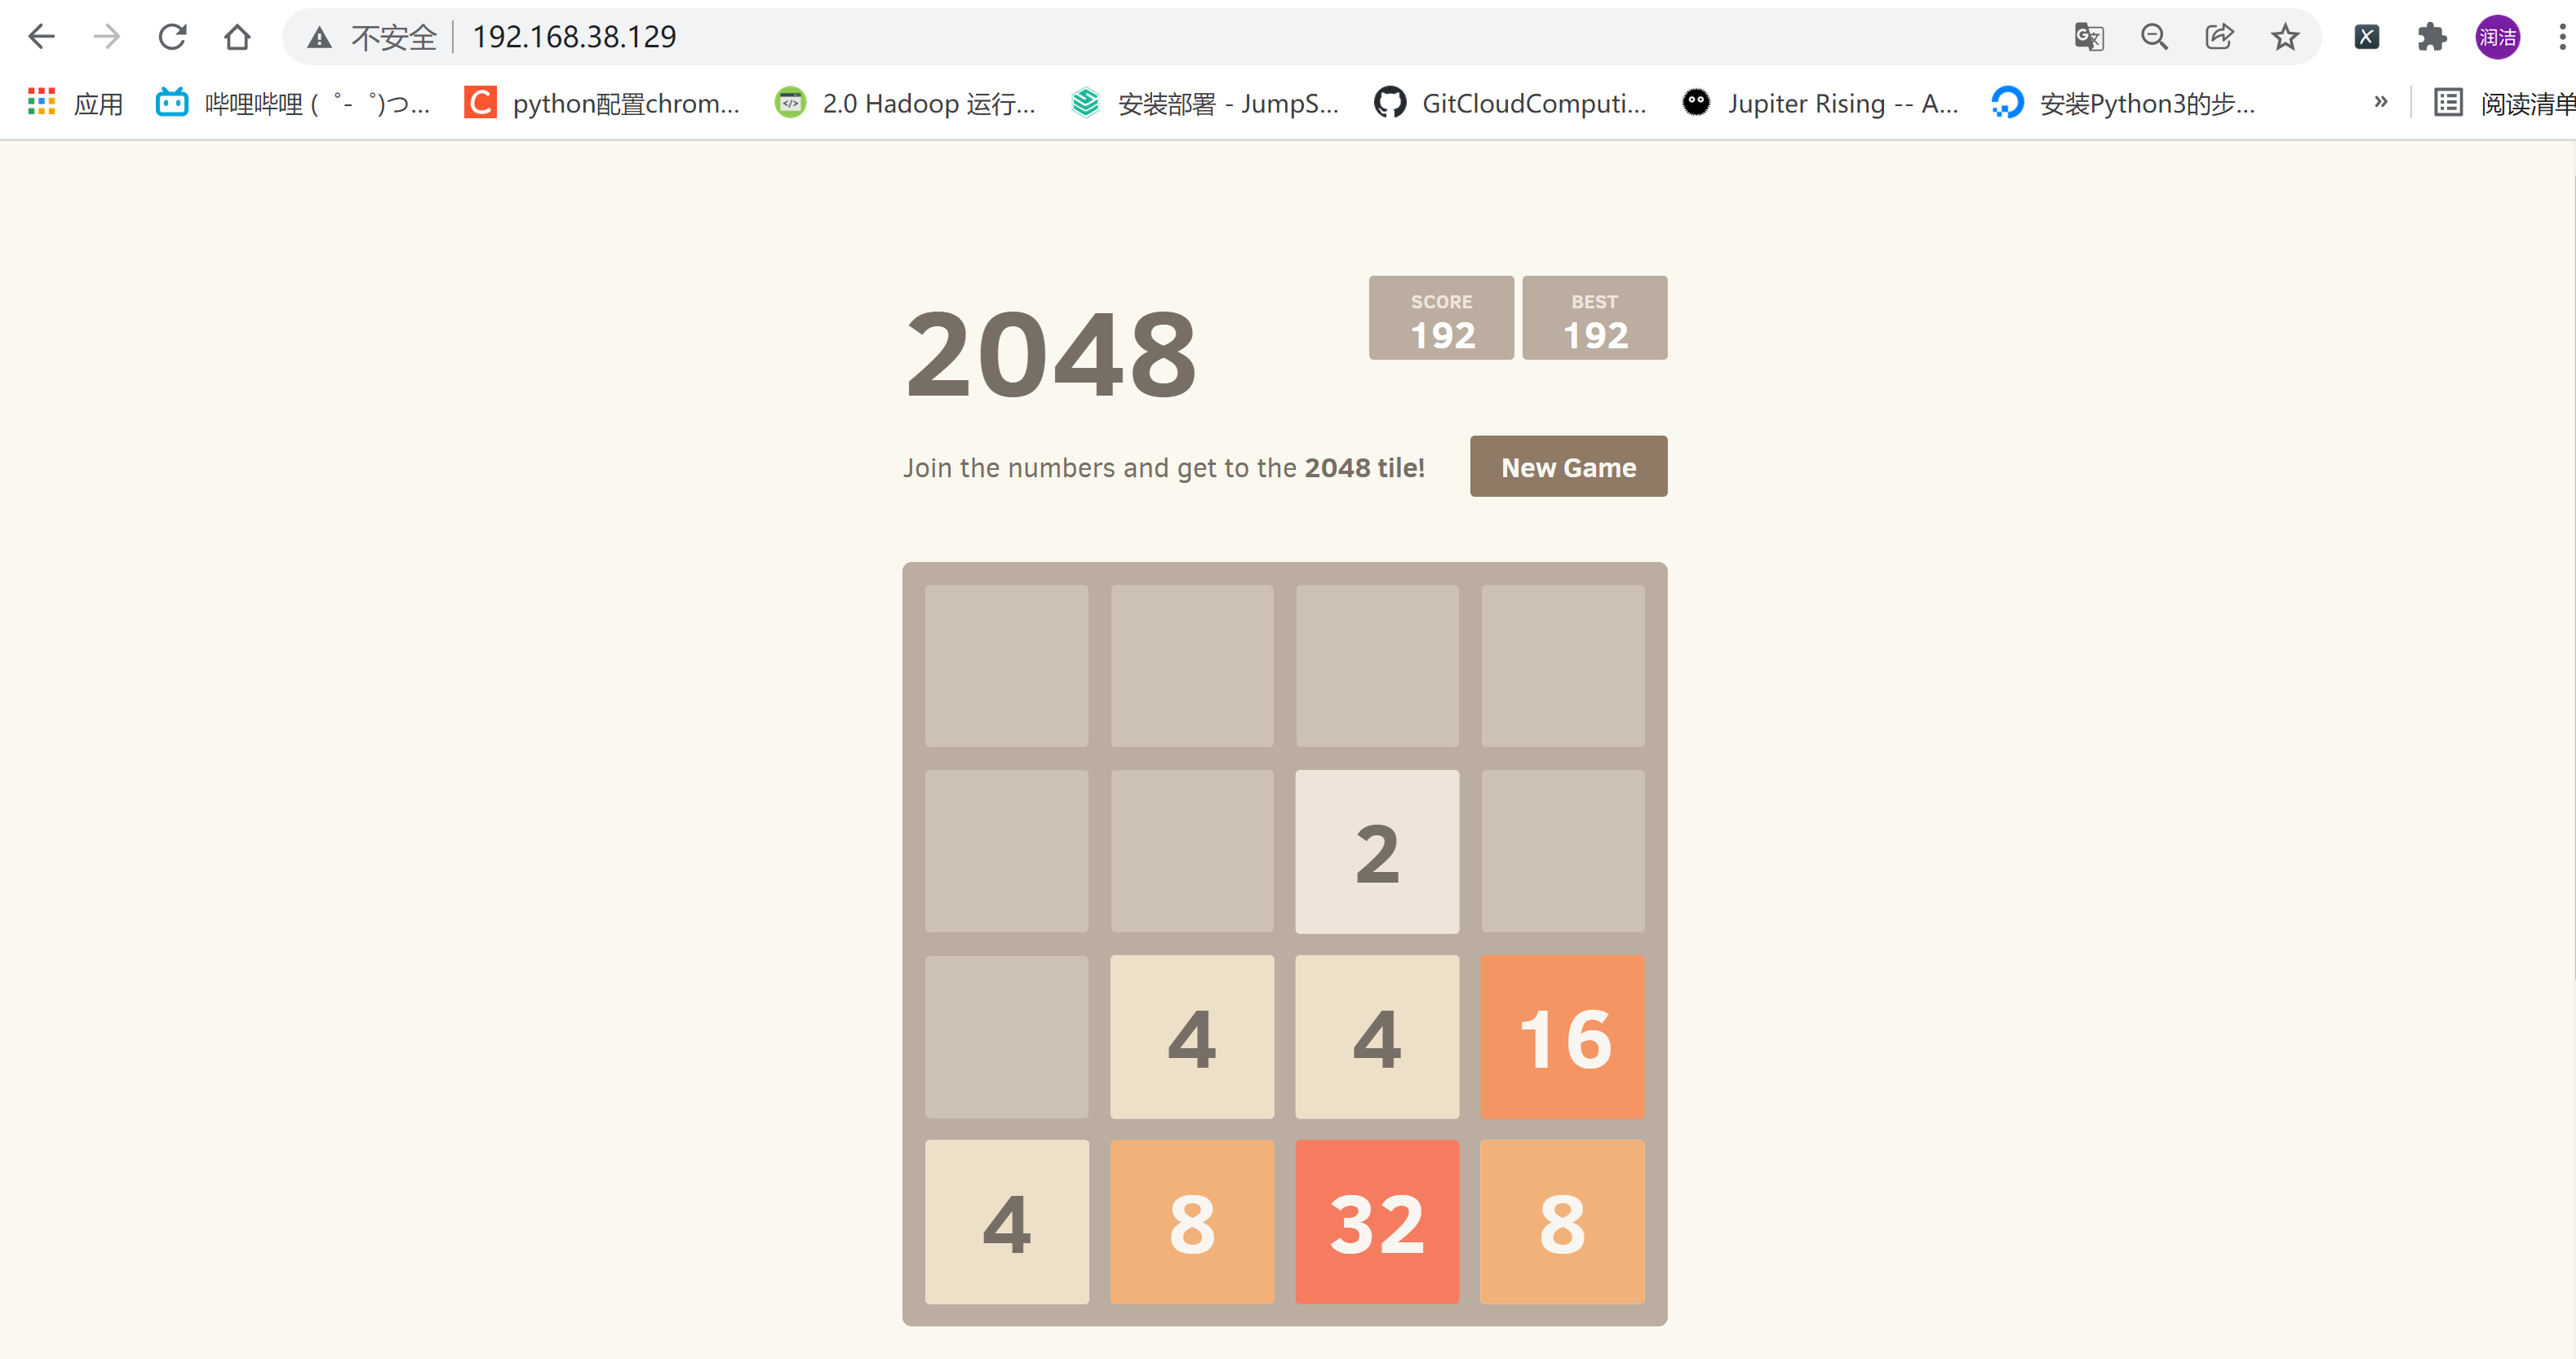 不安全 192.168.38.129 润洁
应用 哔哩哔哩 (゜-゜)つ... python配置chrom... 2.0 Hadoop 运行... 安装部署 - JumpS... GitCloudComputi... Jupiter Rising -- A... 安装Python3的步... » 阅读清单
SCORE BEST
192 192
2048
Join the numbers and get to the 2048 tile! New Game
2
4 4 16
4 8 32 8